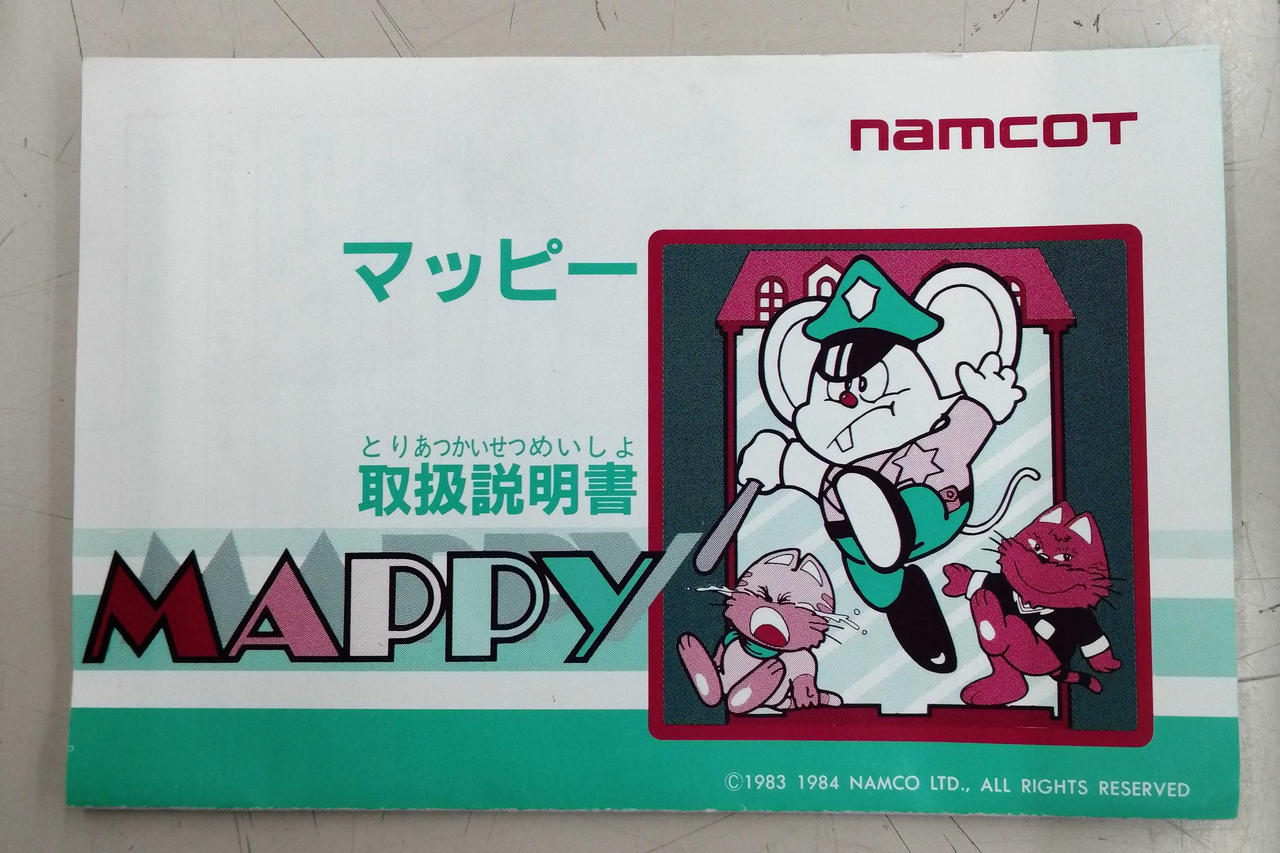 namcoT
マッピー
とりあつかいせつめいしょ
取扱説明書
MAPPY
©1983 1984 NAMCO LTD., ALL RIGHTS RESERVED